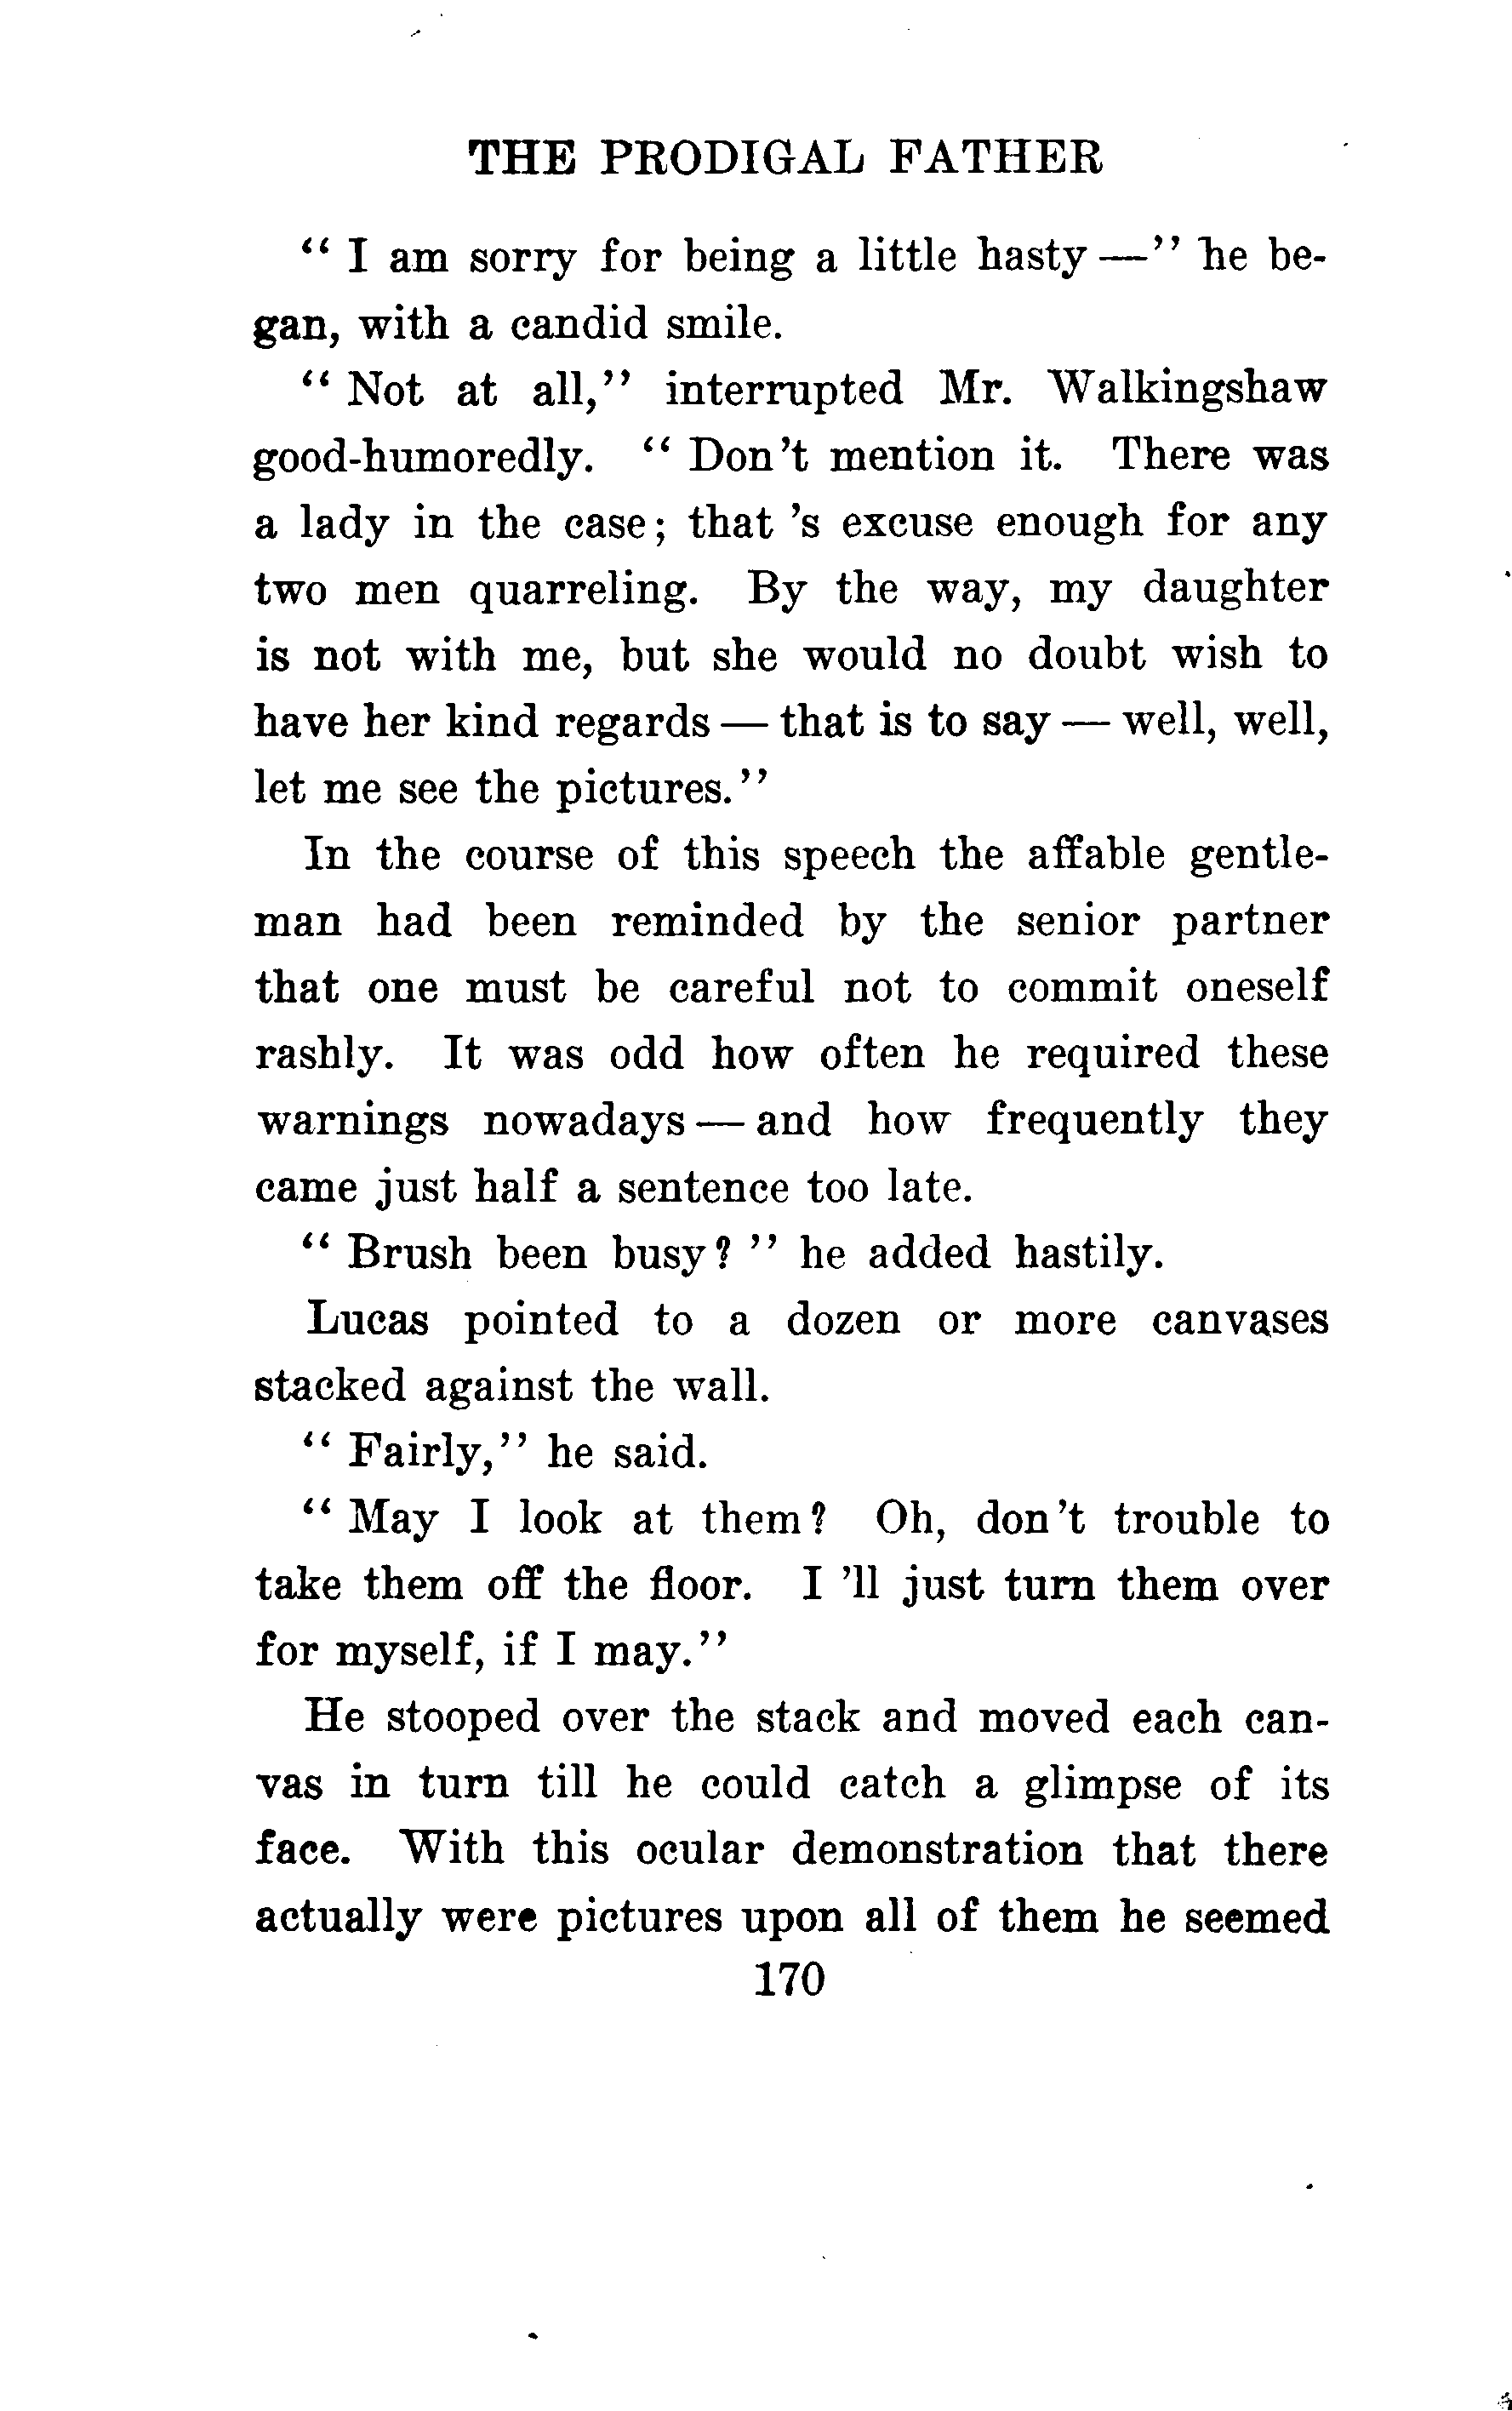 THE PRODIGAL FATHER
“ I am sorry for being a little hasty —” he be-
gan, with a candid smile.
“ Not at all,” interrupted Mr. Walkingshaw
good-humoredly. “ Don't mention it. There was
a lady in the case; that 's excuse enough for any
two men quarreling. By the way, my daughter
is not with me, but she would no doubt wish to
have her kind regards — that is to say — well, well,
let me see the pictures.”
In the course of this speech the affable gentle-
man had been reminded by the senior partner
that one must be careful not to commit oneself
rashly. It was odd how often he required these
warnings nowadays — and how frequently they
came just half a sentence too late.
“ Brush been busy? ” he added hastily.
Lucas pointed to a dozen or more canvases
stacked against the wall.
“ Fairly,” he said.
“ May I look at them? Oh, don't trouble to
take them off the floor. I 'll just turn them over
for myself, if I may.”
He stooped over the stack and moved each can-
vas in turn till he could catch a glimpse of its
face. With this ocular demonstration that there
actually were pictures upon all of them he seemed
170